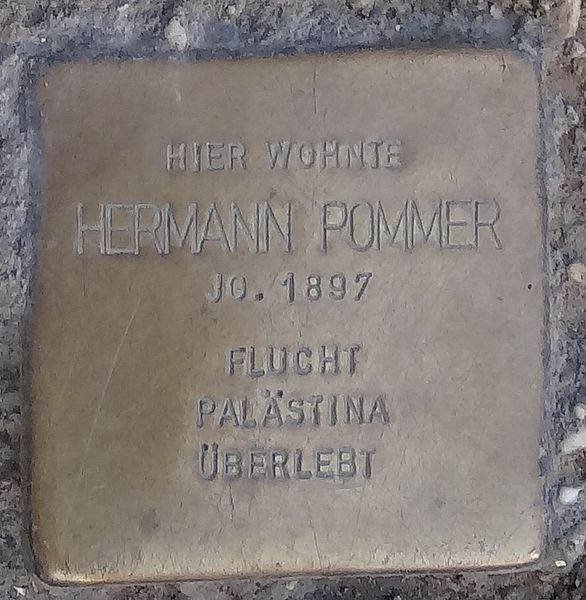 HIER WOHNTE
HERMANN POMMER
JG. 1897
FLUCHT
PALÄSTINA
ÜBERLEBT